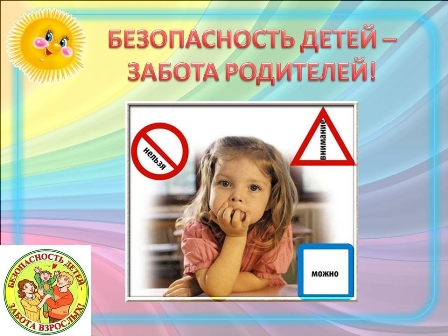 БЕЗОПАСНОСТЬ ДЕТЕЙ –
ЗАБОТА РОДИТЕЛЕЙ!
нельзя
внимание
можно
БЕЗОПАСНОСТЬ ДЕТЕЙ
ЗАБОТА ВЗРОСЛЫХ